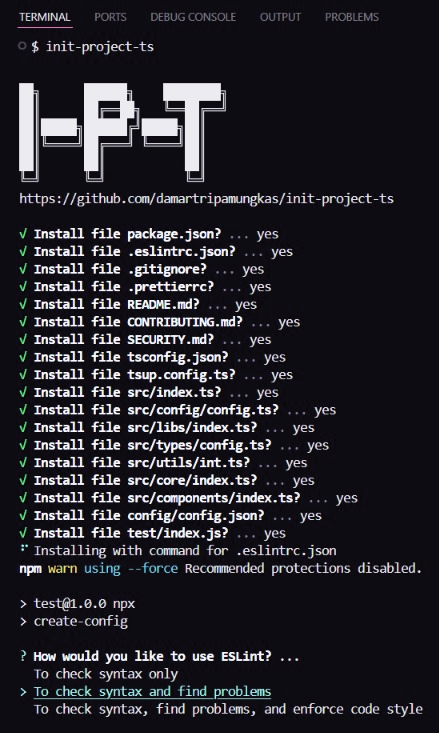 TERMINAL PORTS DEBUG CONSOLE OUTPUT PROBLEMS
$ init-project-ts
I-P-T
https://github.com/damartripamungkas/init-project-ts
√ Install file package.json? ... yes
√ Install file .eslintrc.json? ... yes
√ Install file .gitignore? ... yes
√ Install file .prettierrc? ... yes
√ Install file README.md? ... yes
√ Install file CONTRIBUTING.md? ... yes
√ Install file SECURITY.md? ... yes
√ Install file tsconfig.json? ... yes
√ Install file tsup.config.ts? ... yes
√ Install file src/index.ts? ... yes
√ Install file src/config/config.ts? ... yes
√ Install file src/libs/index.ts? ... yes
√ Install file src/types/config.ts? ... yes
√ Install file src/utils/int.ts? ... yes
√ Install file src/core/index.ts? ... yes
√ Install file src/components/index.ts? ... yes
√ Install file config/config.json? ... yes
√ Install file test/index.js? ... yes
Installing with command for .eslintrc.json
npm warn using --force Recommended protections disabled.
> test@1.0.0 npx
> create-config
? How would you like to use ESLint? ...
To check syntax only
> To check syntax and find problems
To check syntax, find problems, and enforce code style